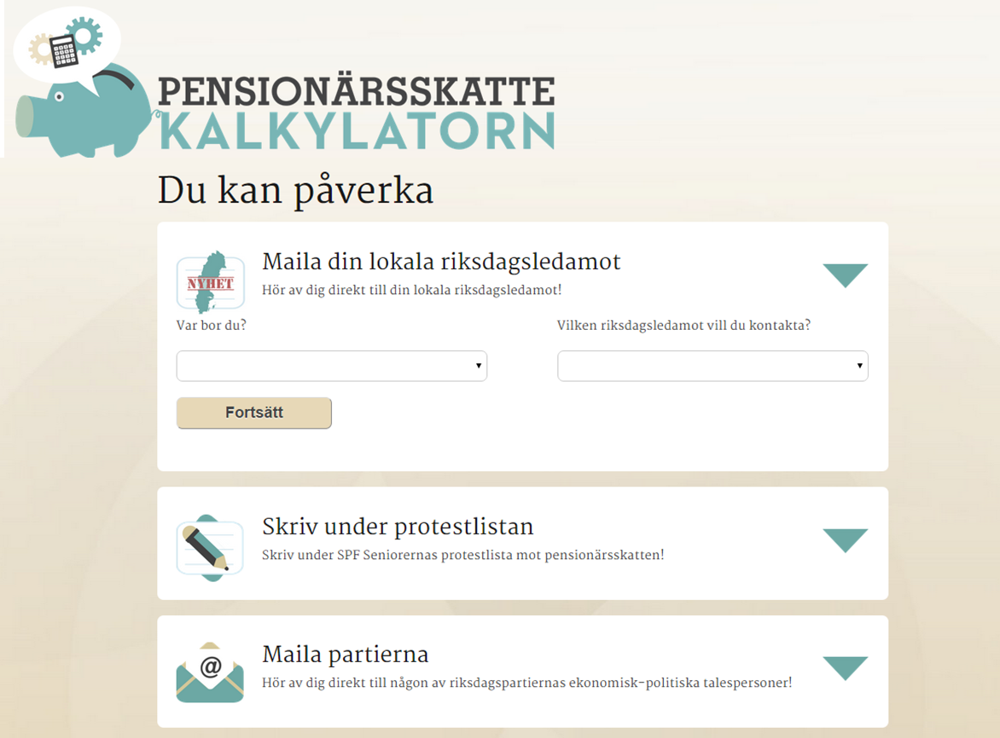 PENSIONÄRSSKATTE
KALKYLATORN
Du kan påverka
Maila din lokala riksdagsledamot
NYHET
Hör av dig direkt till din lokala riksdagsledamot!
Var bor du?
Vilken riksdagsledamot vill du kontakta?
Fortsätt
Skriv under protestlistan
Skriv under SPF Seniorernas protestlista mot pensionärsskatten!
Maila partierna
@
Hör av dig direkt till någon av riksdagspartiernas ekonomisk-politiska talespersoner!